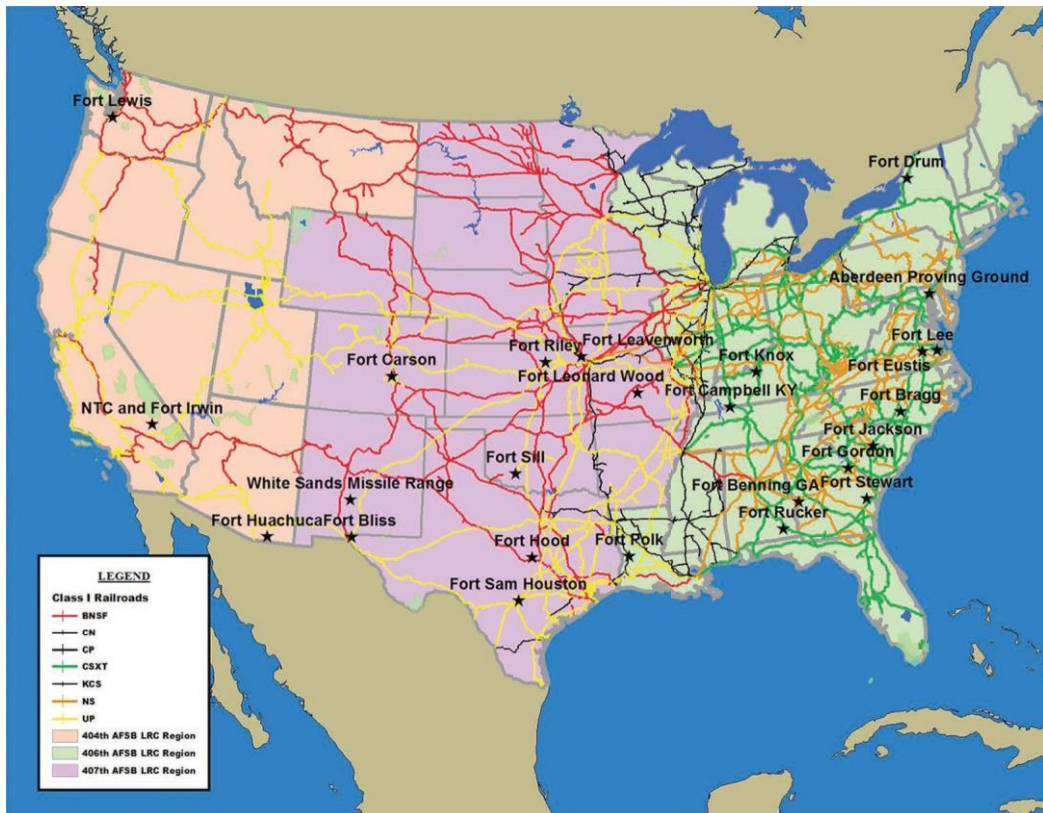 Fort Lewis
Fort Drum
Aberdeen Proving Ground
Fort Lee
Fort Riley
Fort Leavenworth
Fort Carson
Fort Knox
Fort Eustis
Fort Leonard Wood
Fort Campbell KY
Fort Bragg
NTC and Fort Irwin
Fort Jackson
Fort Gordon
Fort Sill
White Sands Missile Range
Fort Benning GA
Fort Stewart
Fort Huachuca
Fort Bliss
Fort Rucker
Fort Hood
Fort Polk
Fort Sam Houston
LEGEND
Class I Railroads
BNSF
CN
CP
CSXT
KCS
NS
UP
404th AFSB LRC Region
406th AFSB LRC Region
407th AFSB LRC Region